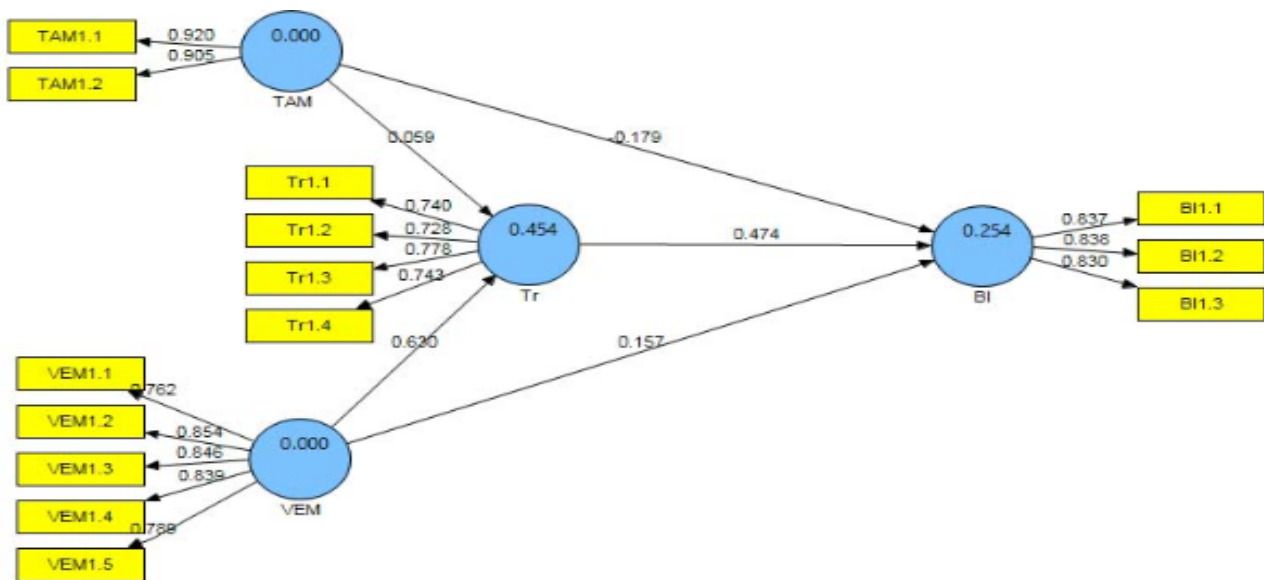 TAM1.1
0.920
0.000
TAM1.2
0.905
TAM
0.059
-0.179
Tr1.1
0.740
Tr1.2
0.728
0.454
0.474
0.254
0.837
BI1.1
Tr1.3
0.778
0.838
BI1.2
Tr1.4
0.743
Tr
BI
0.830
BI1.3
0.630
0.157
VEM1.1
0.762
VEM1.2
0.854
0.000
VEM1.3
0.846
VEM1.4
0.839
VEM
VEM1.5
0.789